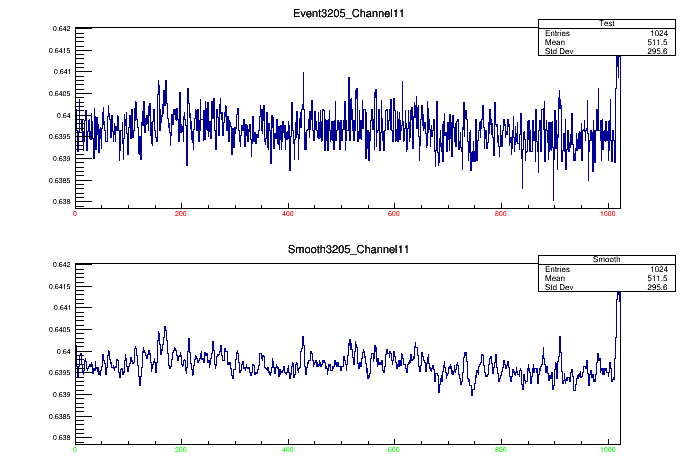 Event3205_Channel11
Test
Entries 1024
Mean 511.5
Std Dev 295.6
0.642
0.6415
0.641
0.6405
0.64
0.6395
0.639
0.6385
0.638
0 200 400 600 800 1000
Smooth3205_Channel11
Smooth
Entries 1024
Mean 511.5
Std Dev 295.6
0.642
0.6415
0.641
0.6405
0.64
0.6395
0.639
0.6385
0.638
0 200 400 600 800 1000